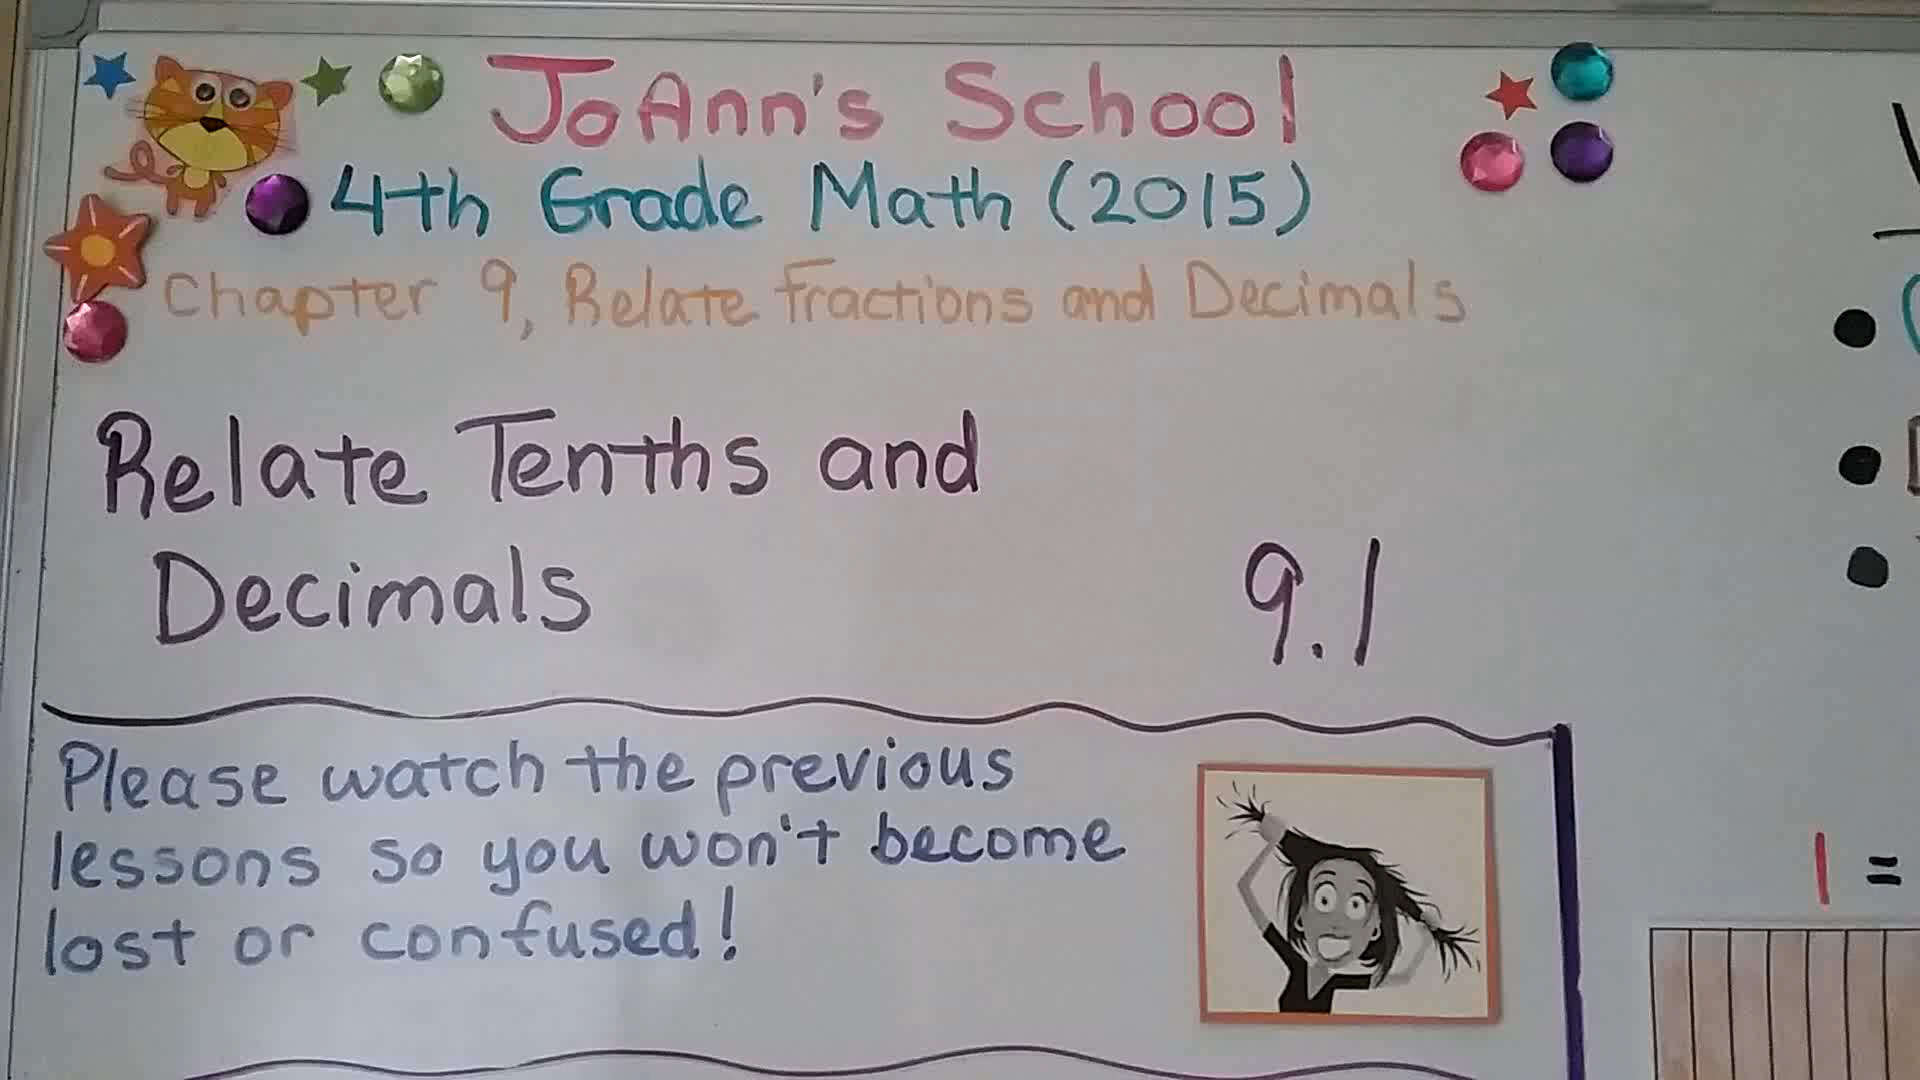 JoAnn's School
4th Grade Math (2015)
Chapter 9, Relate Fractions and Decimals
Relate Tenths and
Decimals
9.1
Please watch the previous
lessons so you won't become
lost or confused!
1 =